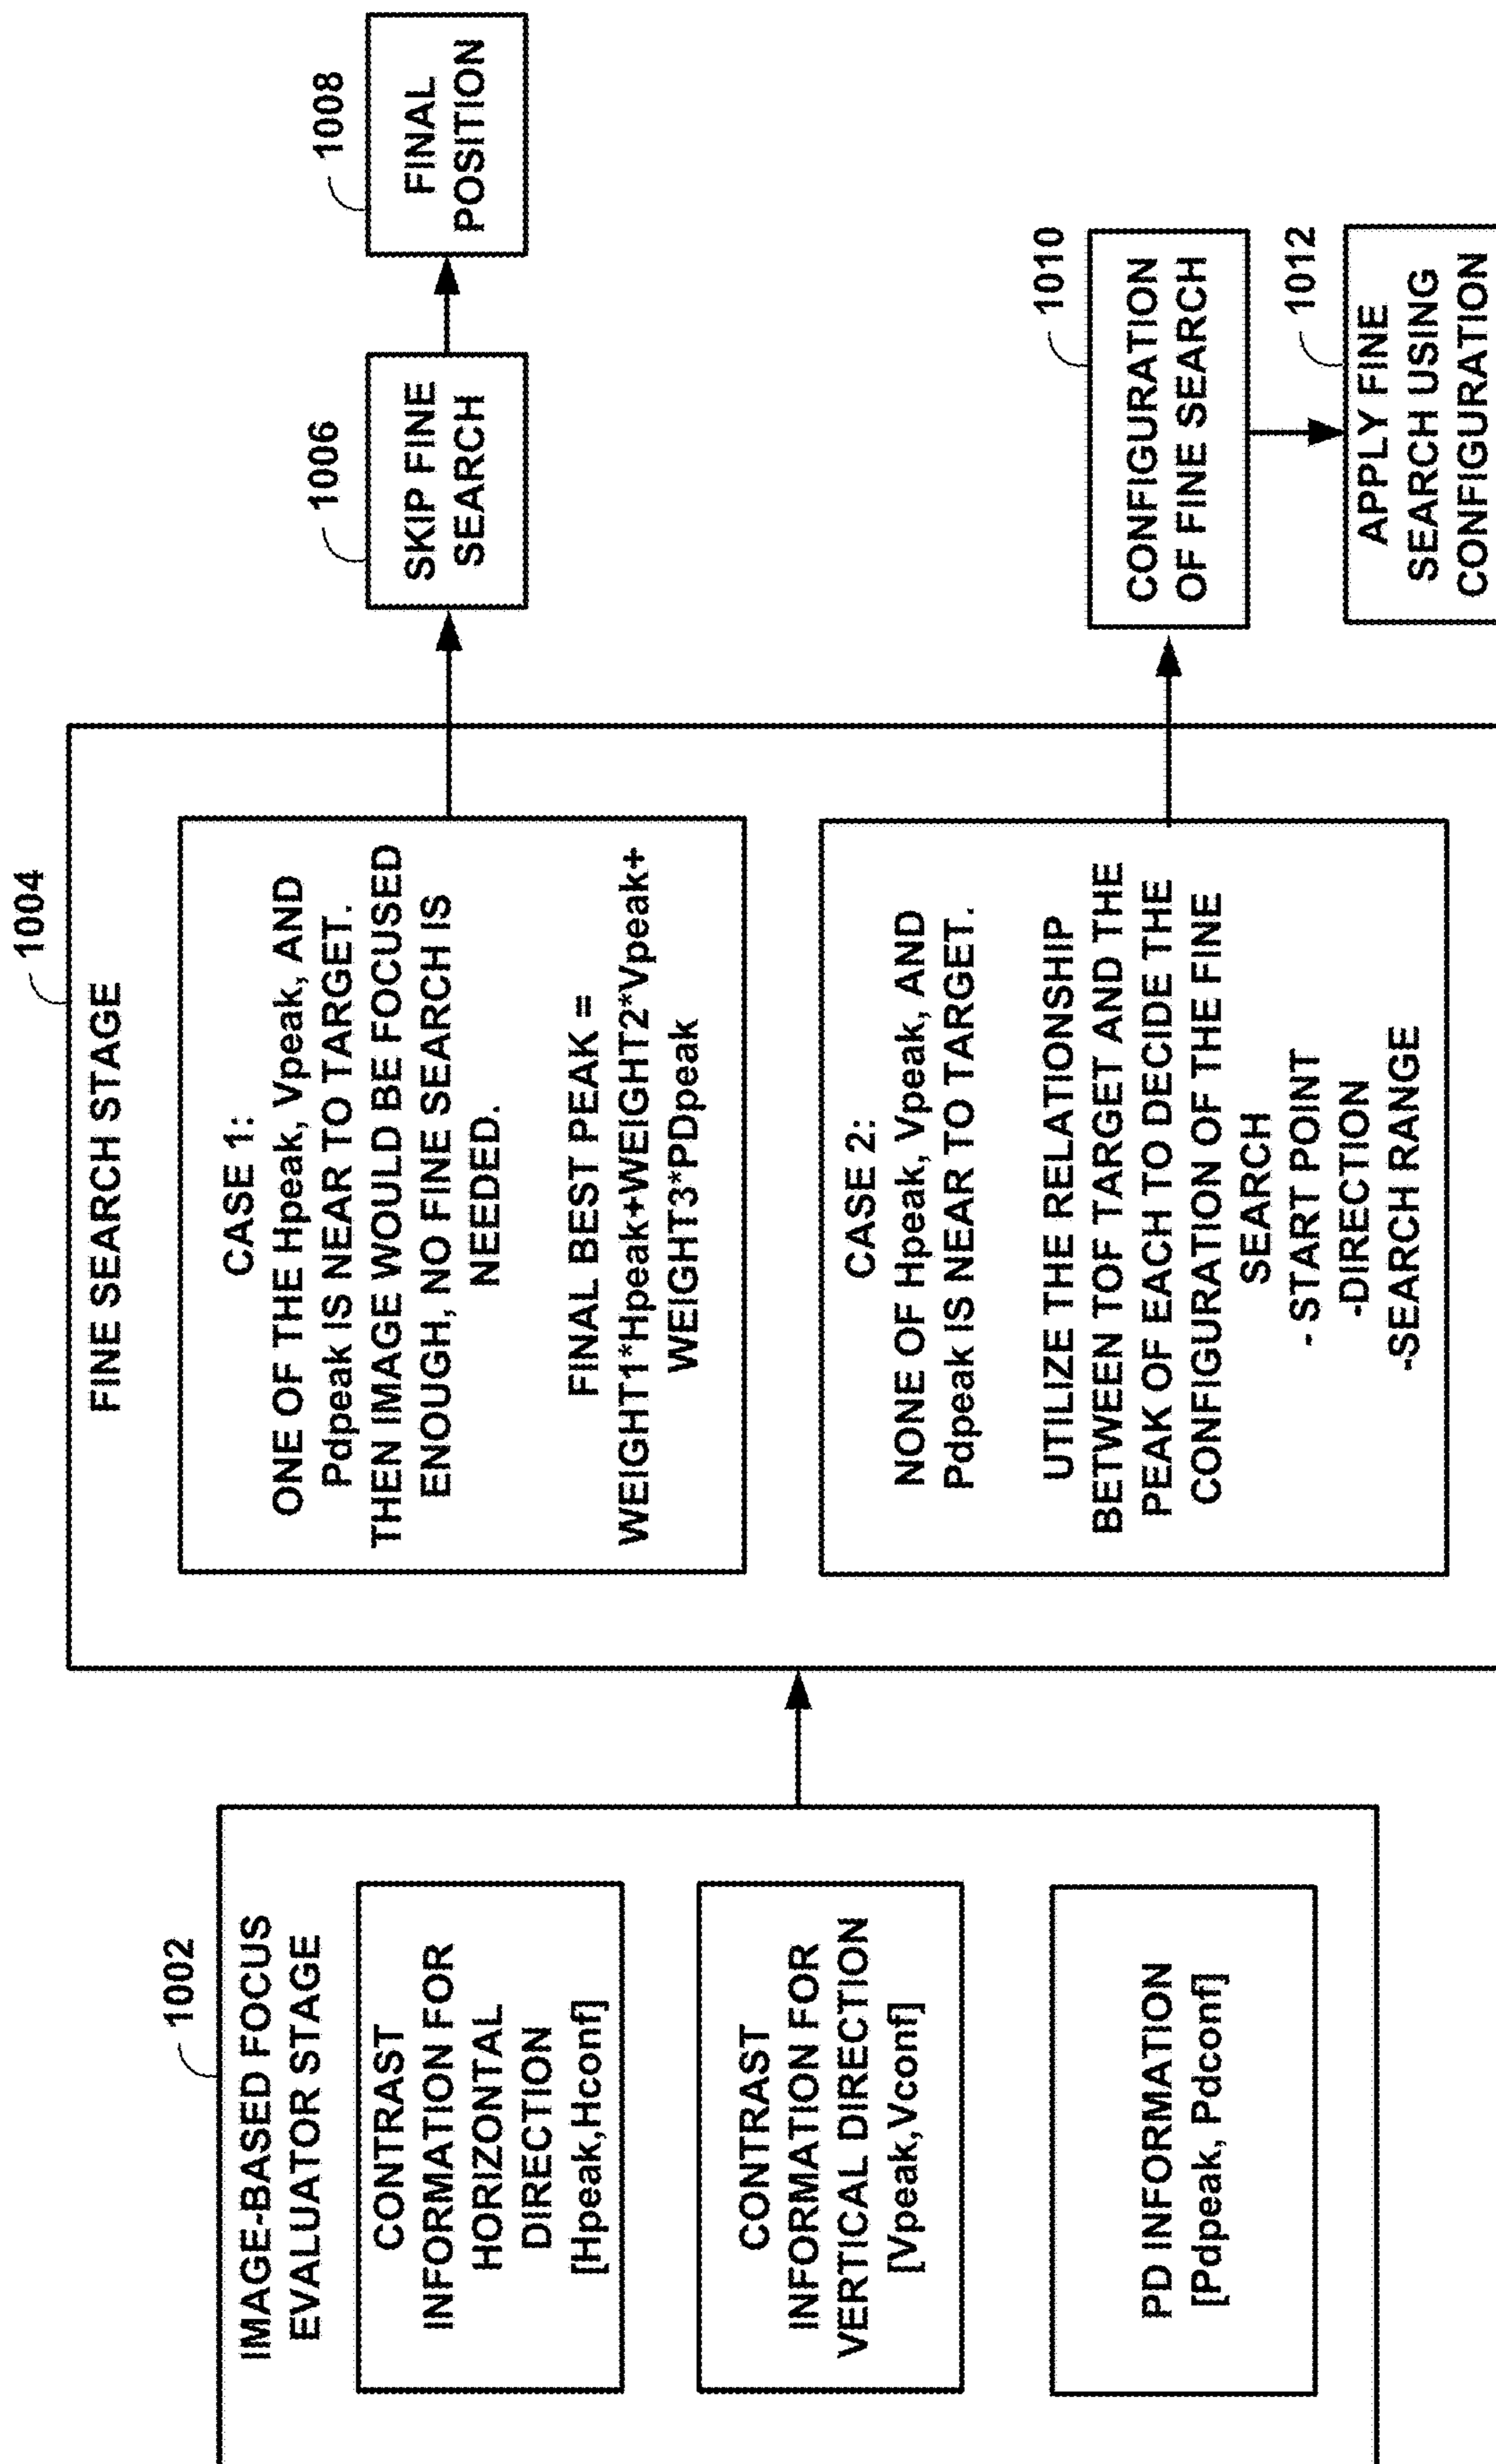 1002
IMAGE-BASED FOCUS
EVALUATOR STAGE
CONTRAST
INFORMATION FOR
HORIZONTAL
DIRECTION
[Hpeak,Hconf]
CONTRAST
INFORMATION FOR
VERTICAL DIRECTION
[Vpeak,Vconf]
PD INFORMATION
[Pdpeak, Pdconf]
1004
FINE SEARCH STAGE
CASE 1:
ONE OF THE Hpeak, Vpeak, AND
Pdpeak IS NEAR TO TARGET.
THEN IMAGE WOULD BE FOCUSED
ENOUGH, NO FINE SEARCH IS
NEEDED.
FINAL BEST PEAK =
WEIGHT1*Hpeak+WEIGHT2*Vpeak+
WEIGHT3*PDpeak
CASE 2:
NONE OF Hpeak, Vpeak, AND
Pdpeak IS NEAR TO TARGET.
UTILIZE THE RELATIONSHIP
BETWEEN TOF TARGET AND THE
PEAK OF EACH TO DECIDE THE
CONFIGURATION OF THE FINE
SEARCH
- START POINT
-DIRECTION
-SEARCH RANGE
1006
SKIP FINE
SEARCH
1008
FINAL
POSITION
1010
CONFIGURATION
OF FINE SEARCH
1012
APPLY FINE
SEARCH USING
CONFIGURATION